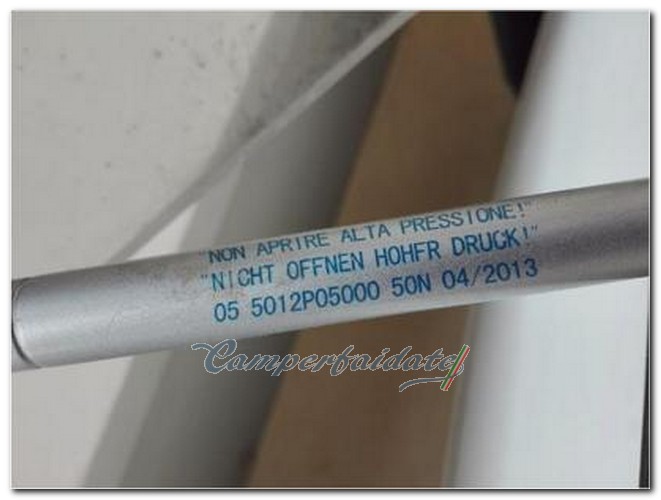 "NON APRIRE ALTA PRESSIONE!"
"NICHT OFFNEN HOHFR DRUCK!"
05 5012P05000 50N 04/2013
Camperfaidate